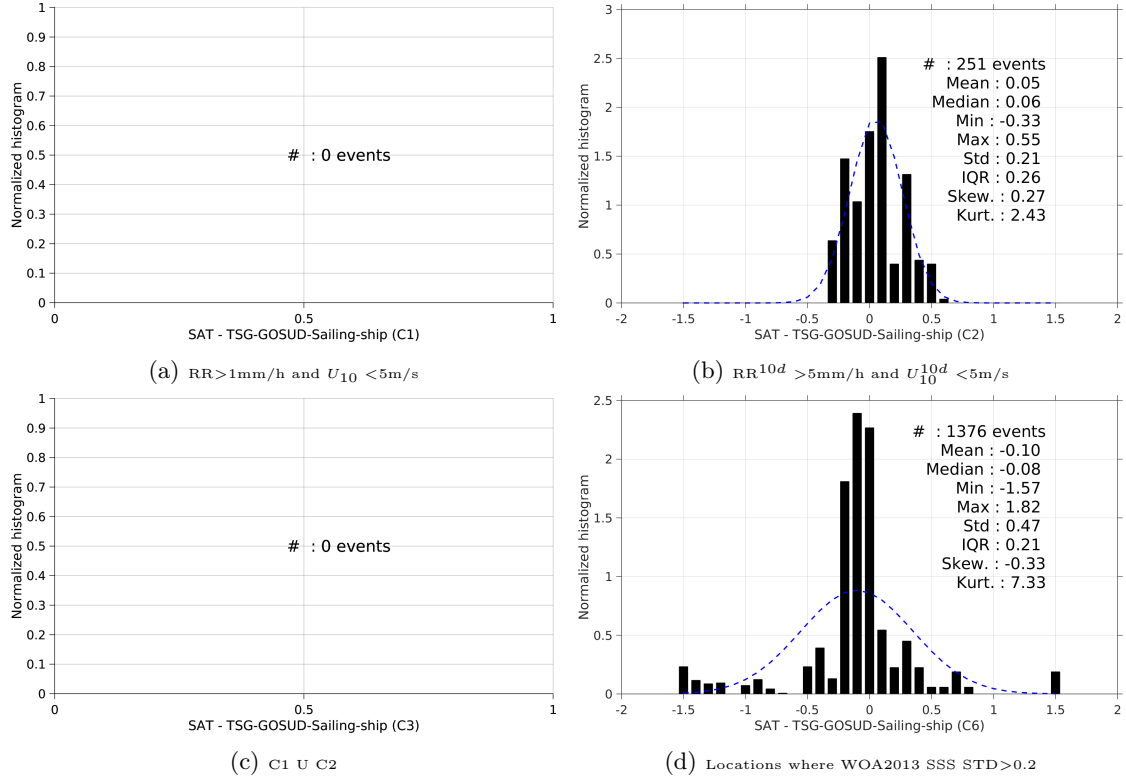 1
0.9
0.8
0.7
0.6
0.5
0.4
0.3
0.2
0.1
0
Normalized histogram
# : 0 events
0 0.5 1
SAT - TSG-GOSUD-Sailing-ship (C1)
(a) RR>1mm/h and U10 <5m/s
3
2.5
2
1.5
1
0.5
0
Normalized histogram
# : 251 events
Mean : 0.05
Median : 0.06
Min : -0.33
Max : 0.55
Std : 0.21
IQR : 0.26
Skew. : 0.27
Kurt. : 2.43
-2 -1.5 -1 -0.5 0 0.5 1 1.5 2
SAT - TSG-GOSUD-Sailing-ship (C2)
(b) RR10d >5mm/h and U10d10 <5m/s
1
0.9
0.8
0.7
0.6
0.5
0.4
0.3
0.2
0.1
0
Normalized histogram
# : 0 events
0 0.5 1
SAT - TSG-GOSUD-Sailing-ship (C3)
(c) C1 U C2
2.5
2
1.5
1
0.5
0
Normalized histogram
# : 1376 events
Mean : -0.10
Median : -0.08
Min : -1.57
Max : 1.82
Std : 0.47
IQR : 0.21
Skew. : -0.33
Kurt. : 7.33
-2 -1.5 -1 -0.5 0 0.5 1 1.5 2
SAT - TSG-GOSUD-Sailing-ship (C6)
(d) Locations where WOA2013 SSS STD>0.2